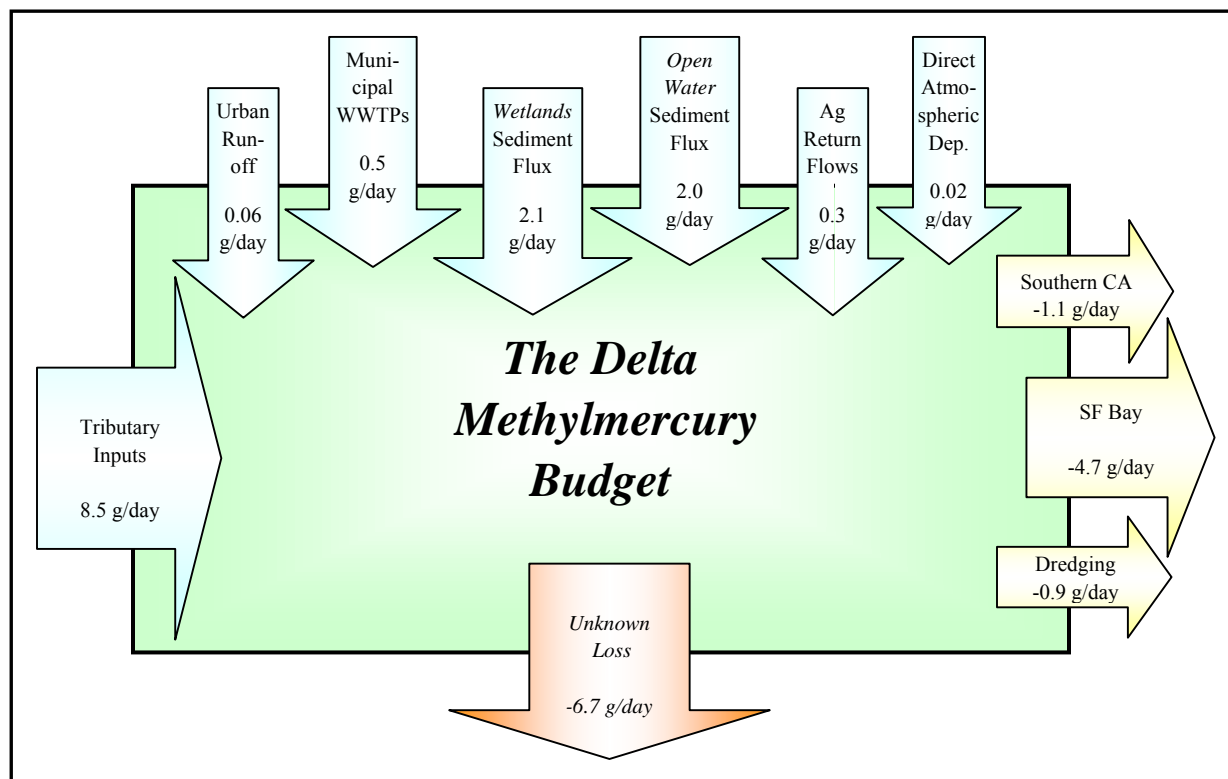 Urban
Run-
off
0.06
g/day
Muni-
cipal
WWTPs
0.5
g/day
Wetlands
Sediment
Flux
2.1
g/day
Open
Water
Sediment
Flux
2.0
g/day
Ag
Return
Flows
0.3
g/day
Direct
Atmo-
spheric
Dep.
0.02
g/day
Tributary
Inputs
8.5 g/day
The Delta
Methylmercury
Budget
Southern CA
-1.1 g/day
SF Bay
-4.7 g/day
Dredging
-0.9 g/day
Unknown
Loss
-6.7 g/day